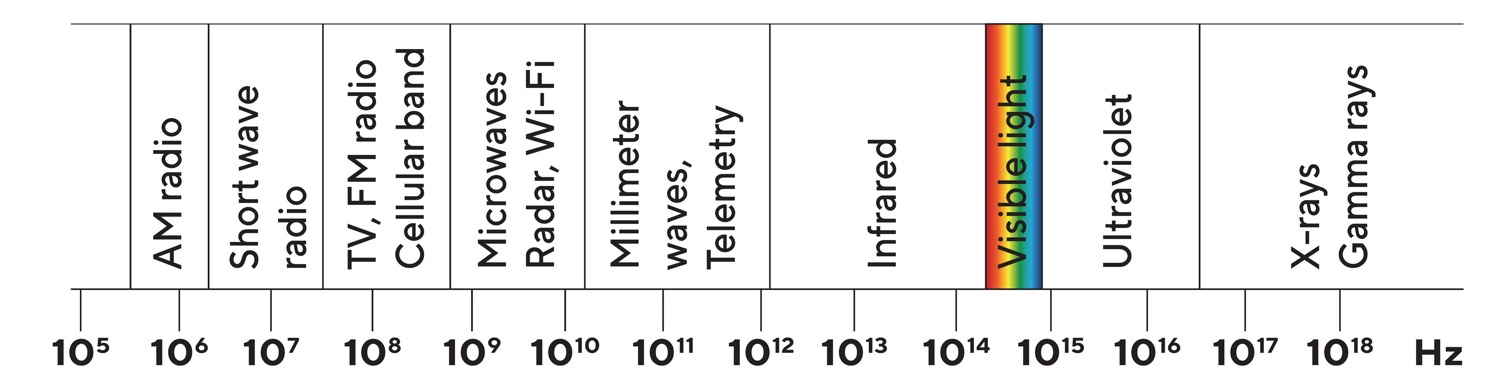 AM radio
Short wave
radio
TV, FM radio
Cellular band
Microwaves
Radar, Wi-Fi
Millimeter
waves,
Telemetry
Infrared
Visible light
Ultraviolet
X-rays
Gamma rays
10⁵ 10⁶ 10⁷ 10⁸ 10⁹ 10¹⁰ 10¹¹ 10¹² 10¹³ 10¹⁴ 10¹⁵ 10¹⁶ 10¹⁷ 10¹⁸ Hz